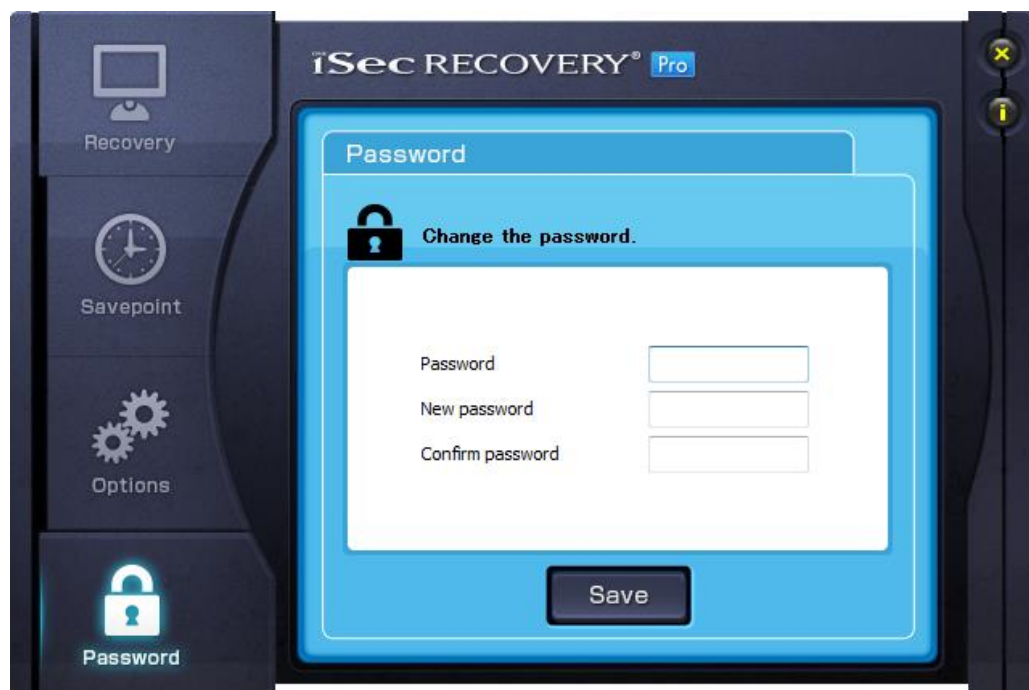 iSec RECOVERY® Pro
Recovery
Savepoint
Options
Password
Password
Change the password.
Password
New password
Confirm password
Save